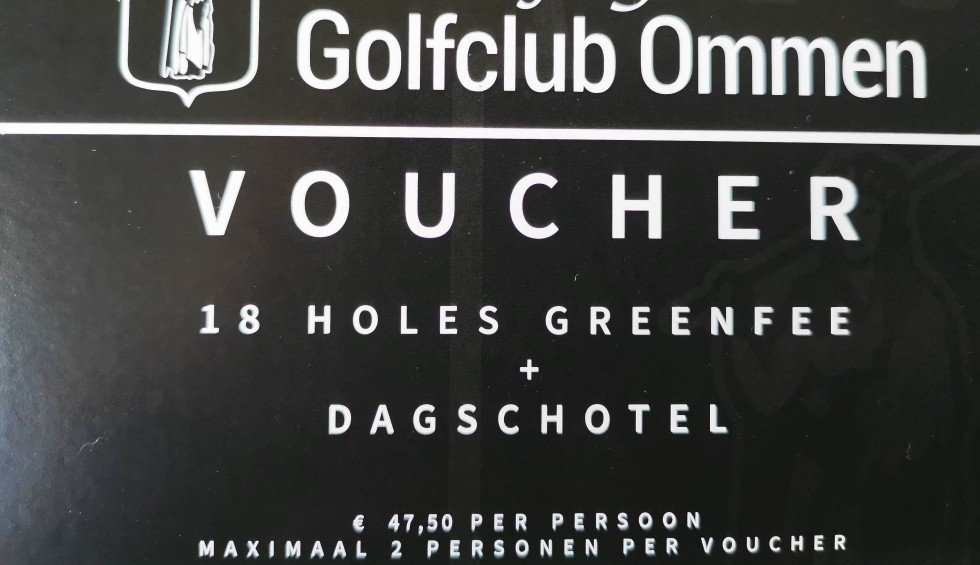 Golfclub Ommen
VOUCHER
18 HOLES GREENFEE
+
DAGSCHOTEL
€ 47,50 PER PERSOON
MAXIMAAL 2 PERSONEN PER VOUCHER